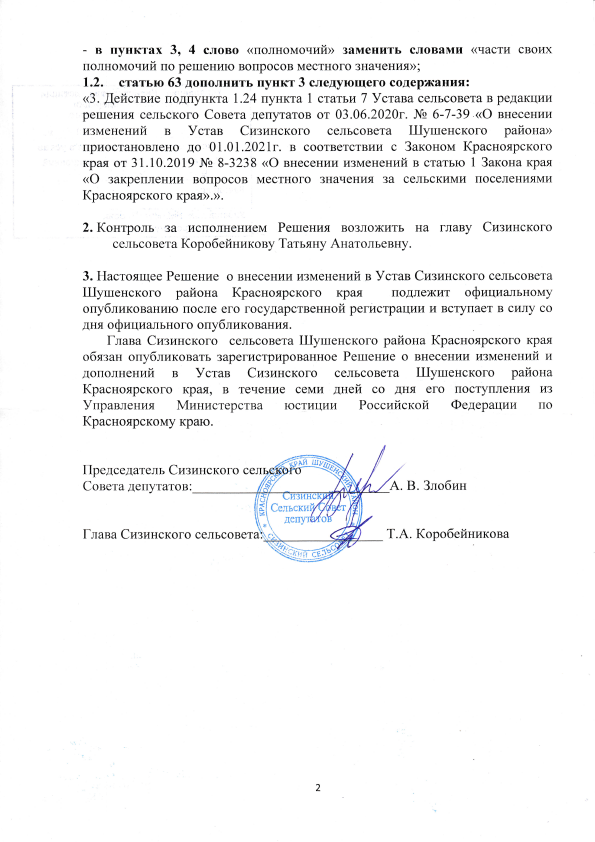 - в пунктах 3, 4 слово «полномочий» заменить словами «части своих
полномочий по решению вопросов местного значения»;
1.2. статью 63 дополнить пункт 3 следующего содержания:
«3. Действие подпункта 1.24 пункта 1 статьи 7 Устава сельсовета в редакции
решения сельского Совета депутатов от 03.06.2020г. № 6-7-39 «О внесении
изменений в Устав Сизинского сельсовета Шушенского района»
приостановлено до 01.01.2021г. в соответствии с Законом Красноярского
края от 31.10.2019 № 8-3238 «О внесении изменений в статью 1 Закона края
«О закреплении вопросов местного значения за сельскими поселениями
Красноярского края».».
2. Контроль за исполнением Решения возложить на главу Сизинского
сельсовета Коробейникову Татьяну Анатольевну.
3. Настоящее Решение о внесении изменений в Устав Сизинского сельсовета
Шушенского района Красноярского края подлежит официальному
опубликованию после его государственной регистрации и вступает в силу со
дня официального опубликования.
Глава Сизинского сельсовета Шушенского района Красноярского края
обязан опубликовать зарегистрированное Решение о внесении изменений и
дополнений в Устав Сизинского сельсовета Шушенского района
Красноярского края, в течение семи дней со дня его поступления из
Управления Министерства юстиции Российской Федерации по
Красноярскому краю.
Председатель Сизинского сельского
Совета депутатов:____________________________А. В. Злобин
КРАСНОЯРСКИЙ КРАЙ ШУШЕНСКИЙ РАЙОН
Сизинский
Сельский Совет
депутатов
СИЗИНСКИЙ СЕЛЬСОВЕТ
Глава Сизинского сельсовета:_________________ Т.А. Коробейникова
2